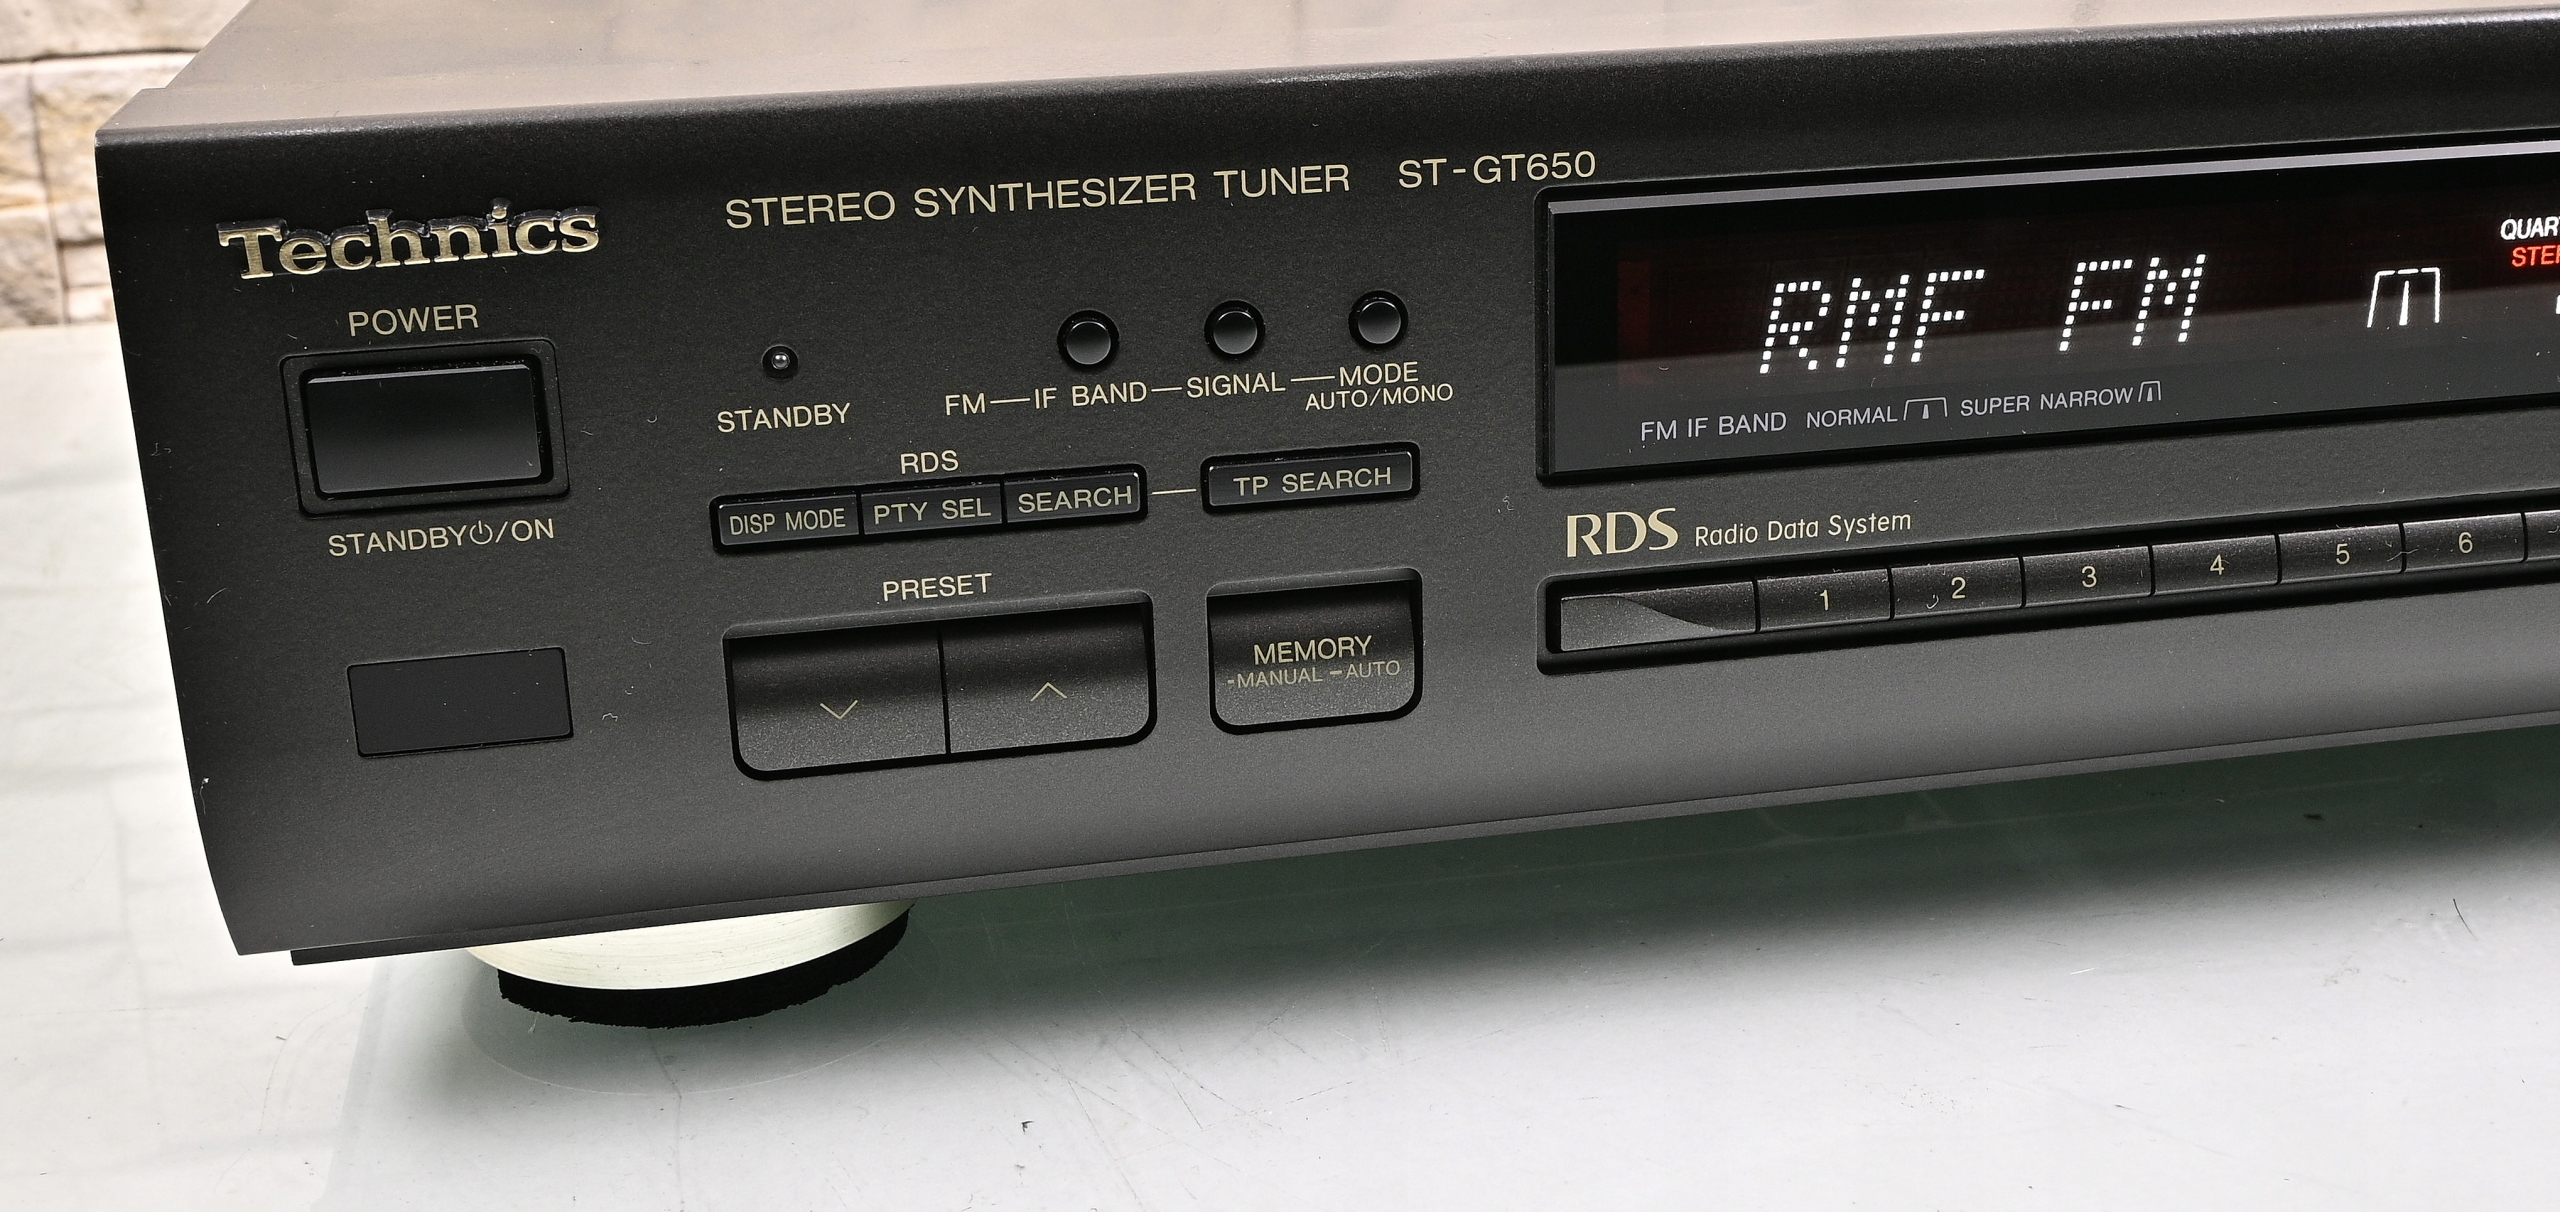 Technics
STEREO SYNTHESIZER TUNER ST-GT650
POWER
STANDBY⏻/ON
STANDBY
FM—IF BAND—SIGNAL—MODE
AUTO/MONO
RDS
DISP MODE PTY SEL SEARCH — TP SEARCH
PRESET
MEMORY
-MANUAL —AUTO
RMF FM
FM IF BAND NORMAL SUPER NARROW
RDS Radio Data System
1 2 3 4 5 6